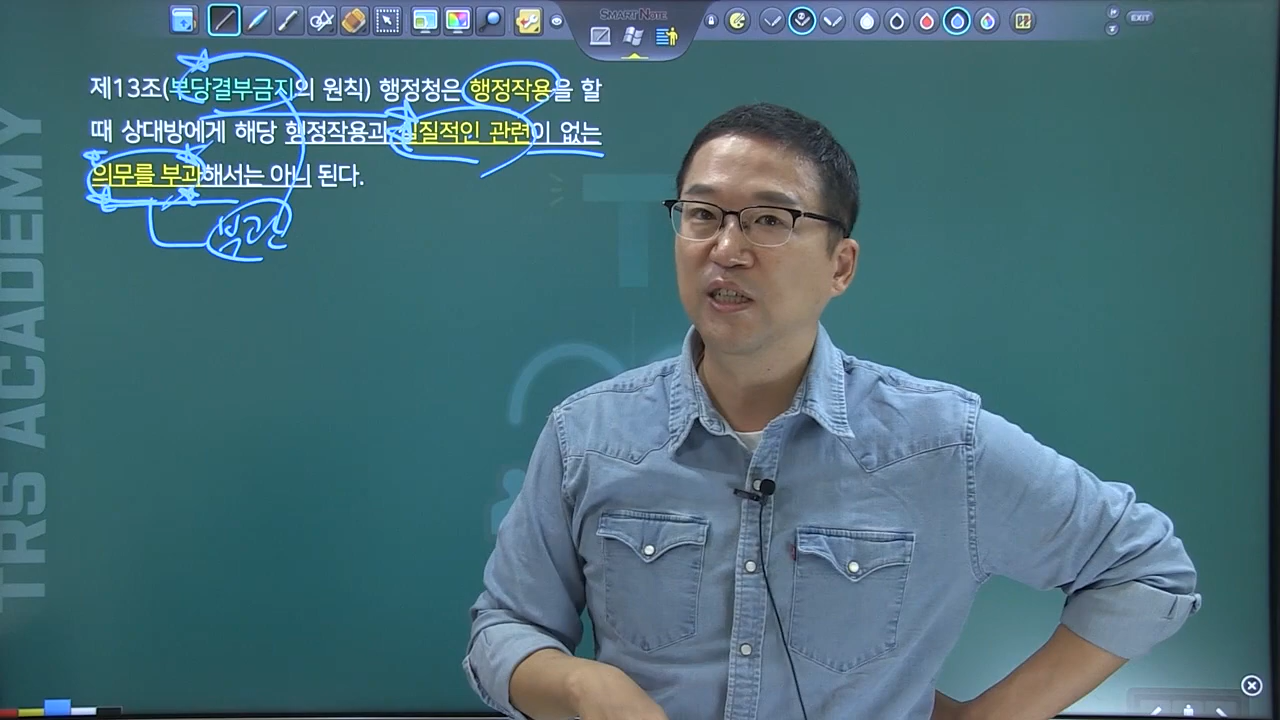 SMART NOTE
EXIT
제13조(부당결부금지의 원칙) 행정청은 행정작용을 할
때 상대방에게 해당 행정작용과 실질적인 관련이 없는
의무를 부과해서는 아니 된다.
부관
TRS ACADEMY